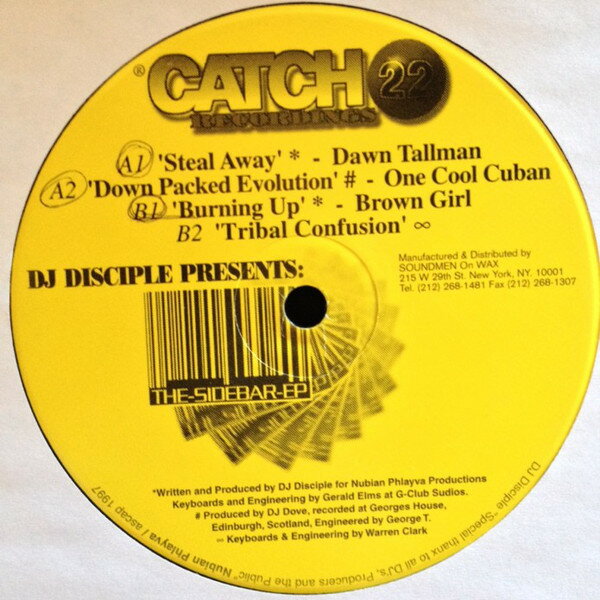 ® CATCH 22
RECORDINGS
A1 'Steal Away' * - Dawn Tallman
A2 'Down Packed Evolution' # - One Cool Cuban
B1 'Burning Up' * - Brown Girl
B2 'Tribal Confusion' ∞
DJ DISCIPLE PRESENTS:
Manufactured & Distributed by
SOUNDMEN On WAX
215 W 29th St. New York, NY. 10001
Tel. (212) 268-1481 Fax (212) 268-1307
THE-SIDEBAR-EP
*Written and Produced by DJ Disciple for Nubian Phlayva Productions
Keyboards and Engineering by Gerald Elms at G-Club Sudios.
# Produced by DJ Dove, recorded at Georges House,
Edinburgh, Scotland, Engineered by George T.
∞ Keyboards & Engineering by Warren Clark
DJ Disciple "Special thanx to all DJ's, Producers and the Public" Nubian Phlayva / ascap 1997